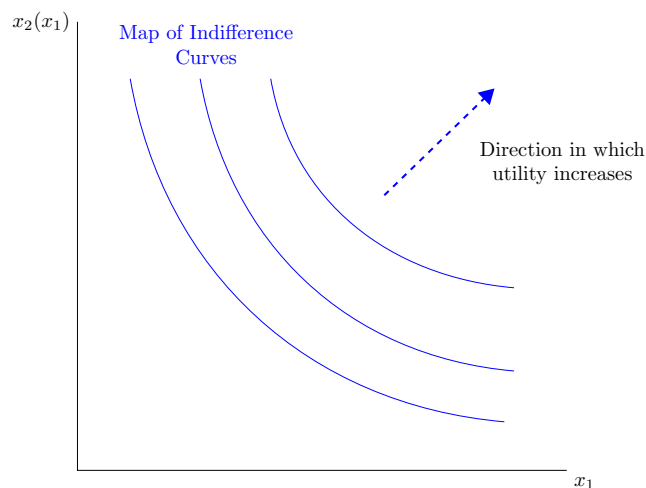 x₂(x₁)
Map of Indifference
Curves
Direction in which
utility increases
x₁